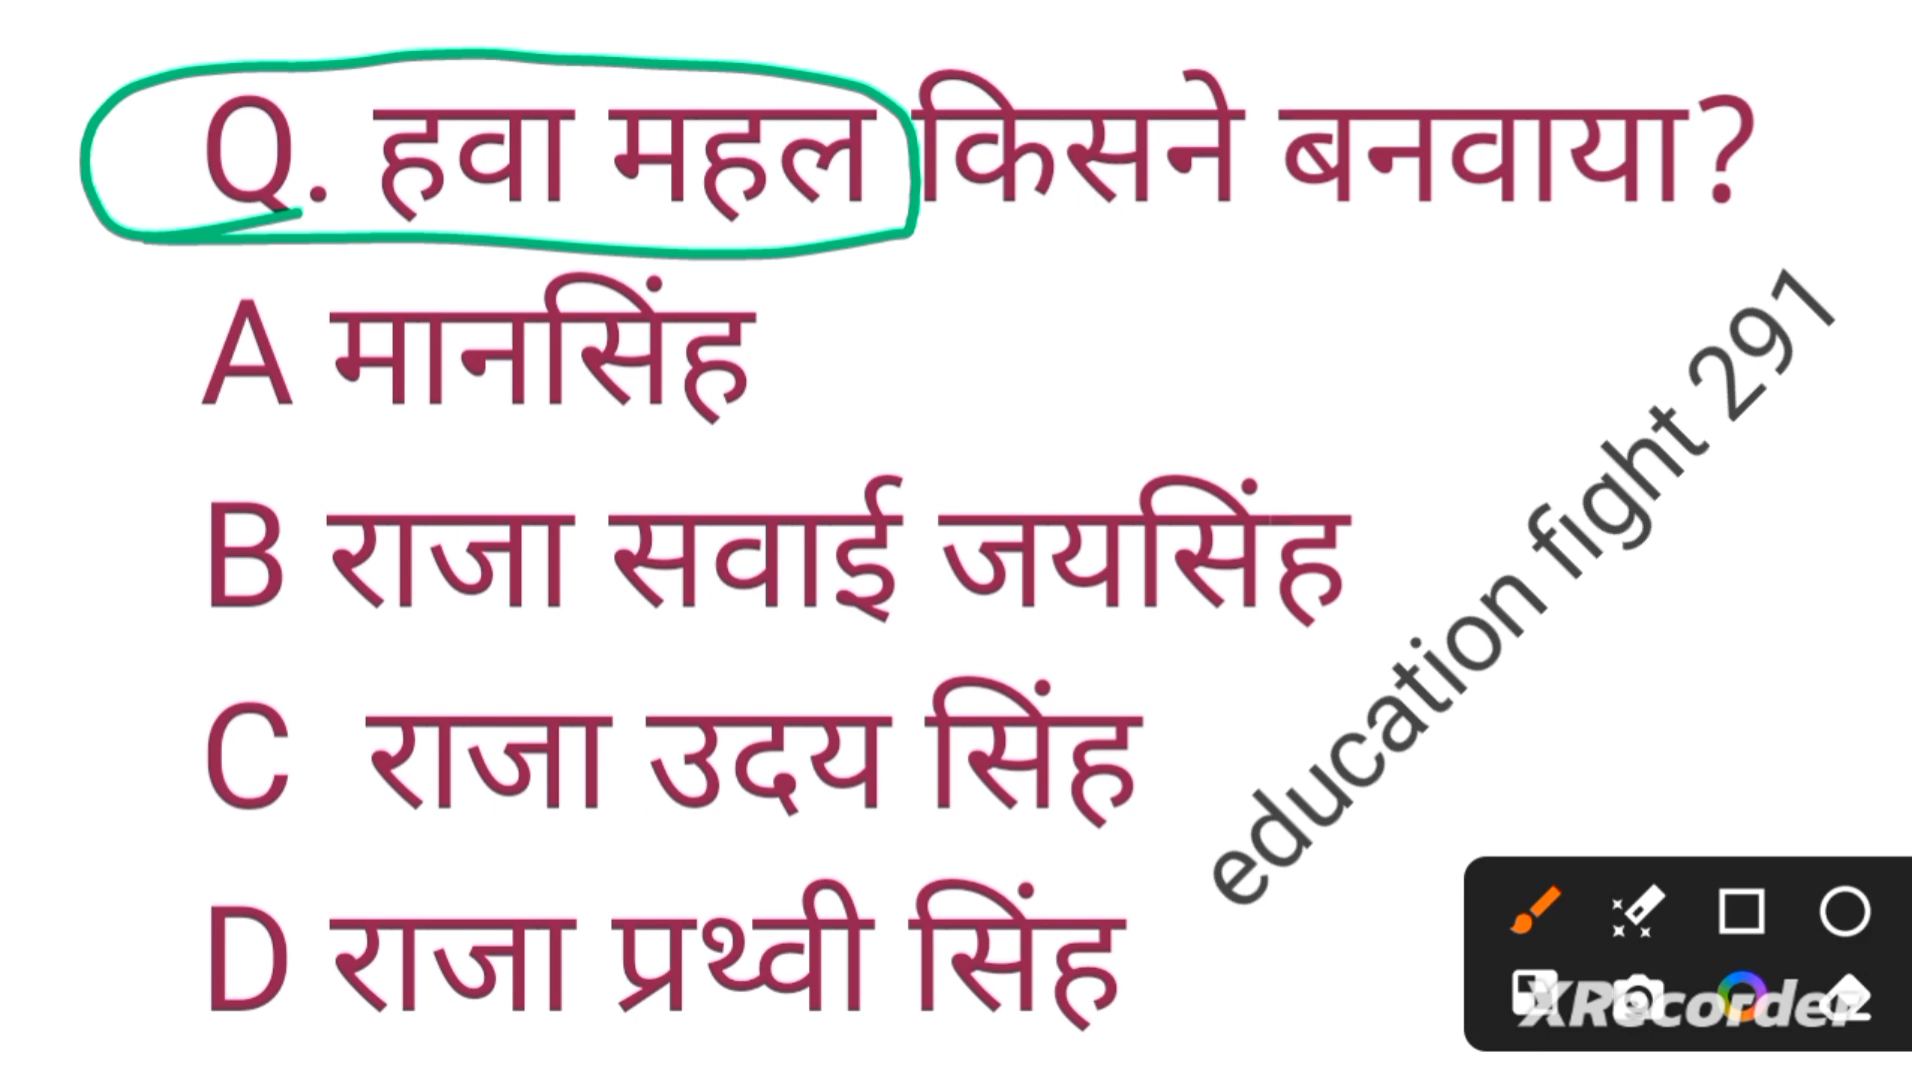 Q. हवा महल किसने बनवाया?
A मानसिंह
B राजा सवाई जयसिंह
C राजा उदय सिंह
D राजा प्रथ्वी सिंह
education fight 291
XRecorder